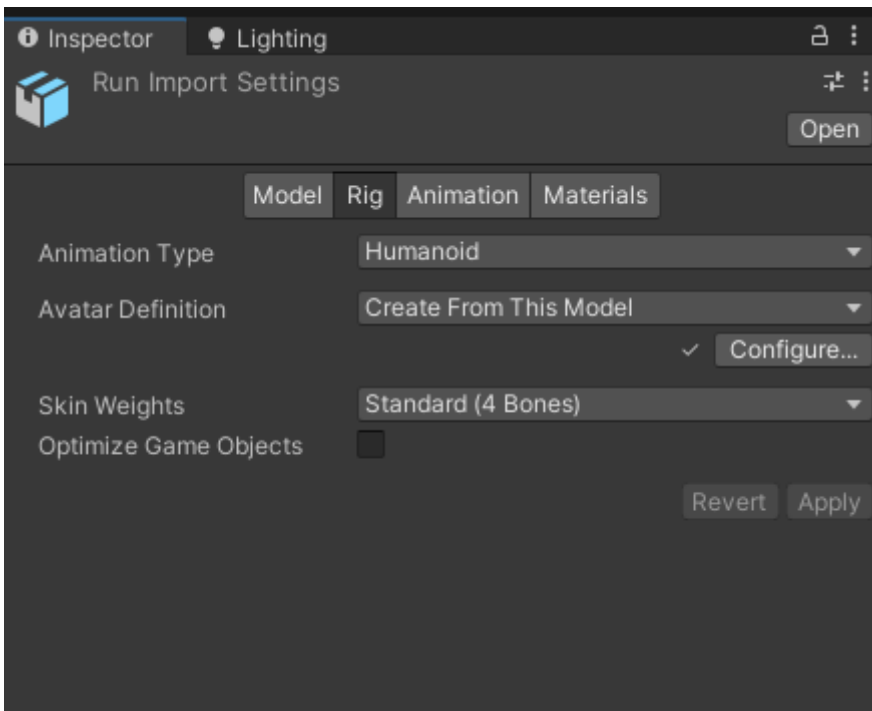 Inspector Lighting
Run Import Settings
Open
Model Rig Animation Materials
Animation Type Humanoid
Avatar Definition Create From This Model
Configure...
Skin Weights Standard (4 Bones)
Optimize Game Objects
Revert Apply